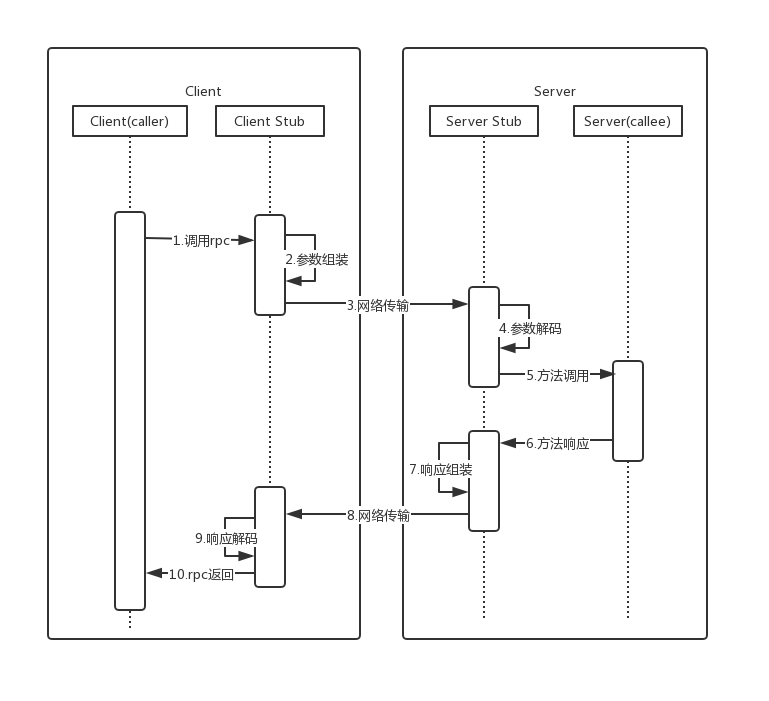 Client
Server
Client(caller)
Client Stub
Server Stub
Server(callee)
1.调用rpc
2.参数组装
3.网络传输
4.参数解码
5.方法调用
6.方法响应
7.响应组装
8.网络传输
9.响应解码
10.rpc返回